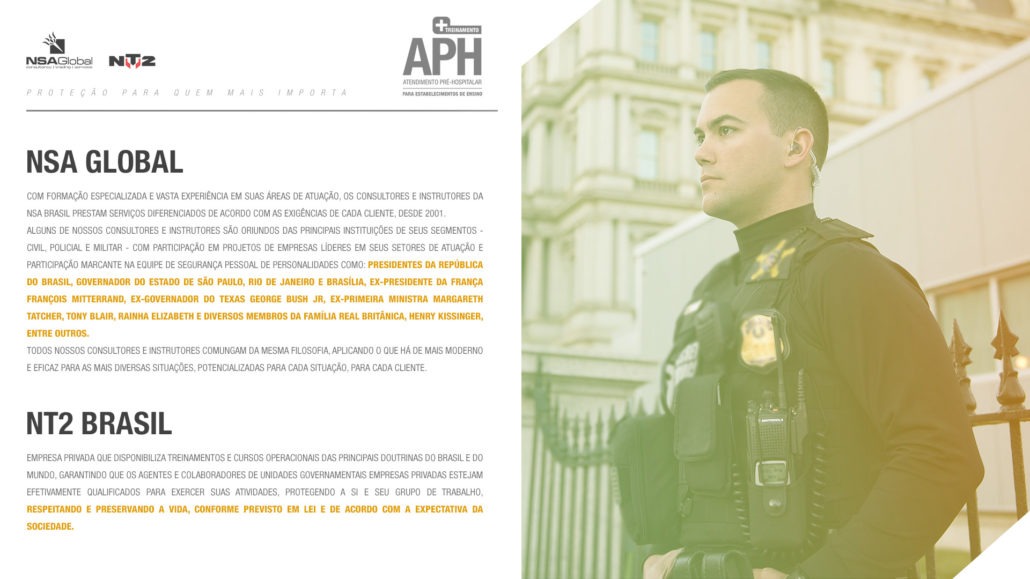 NSAGlobal
consultancy | trading | services
NT2
PROTEÇÃO PARA QUEM MAIS IMPORTA
TREINAMENTO
APH
ATENDIMENTO PRÉ-HOSPITALAR
PARA ESTABELECIMENTOS DE ENSINO
NSA GLOBAL
COM FORMAÇÃO ESPECIALIZADA E VASTA EXPERIÊNCIA EM SUAS ÁREAS DE ATUAÇÃO, OS CONSULTORES E INSTRUTORES DA
NSA BRASIL PRESTAM SERVIÇOS DIFERENCIADOS DE ACORDO COM AS EXIGÊNCIAS DE CADA CLIENTE, DESDE 2001.
ALGUNS DE NOSSOS CONSULTORES E INSTRUTORES SÃO ORIUNDOS DAS PRINCIPAIS INSTITUIÇÕES DE SEUS SEGMENTOS -
CIVIL, POLICIAL E MILITAR - COM PARTICIPAÇÃO EM PROJETOS DE EMPRESAS LÍDERES EM SEUS SETORES DE ATUAÇÃO E
PARTICIPAÇÃO MARCANTE NA EQUIPE DE SEGURANÇA PESSOAL DE PERSONALIDADES COMO: PRESIDENTES DA REPÚBLICA
DO BRASIL, GOVERNADOR DO ESTADO DE SÃO PAULO, RIO DE JANEIRO E BRASÍLIA, EX-PRESIDENTE DA FRANÇA
FRANÇOIS MITTERRAND, EX-GOVERNADOR DO TEXAS GEORGE BUSH JR, EX-PRIMEIRA MINISTRA MARGARETH
TATCHER, TONY BLAIR, RAINHA ELIZABETH E DIVERSOS MEMBROS DA FAMÍLIA REAL BRITÂNICA, HENRY KISSINGER,
ENTRE OUTROS.
TODOS NOSSOS CONSULTORES E INSTRUTORES COMUNGAM DA MESMA FILOSOFIA, APLICANDO O QUE HÁ DE MAIS MODERNO
E EFICAZ PARA AS MAIS DIVERSAS SITUAÇÕES, POTENCIALIZADAS PARA CADA SITUAÇÃO, PARA CADA CLIENTE.
NT2 BRASIL
EMPRESA PRIVADA QUE DISPONIBILIZA TREINAMENTOS E CURSOS OPERACIONAIS DAS PRINCIPAIS DOUTRINAS DO BRASIL E DO
MUNDO, GARANTINDO QUE OS AGENTES E COLABORADORES DE UNIDADES GOVERNAMENTAIS EMPRESAS PRIVADAS ESTEJAM
EFETIVAMENTE QUALIFICADOS PARA EXERCER SUAS ATIVIDADES, PROTEGENDO A SI E SEU GRUPO DE TRABALHO,
RESPEITANDO E PRESERVANDO A VIDA, CONFORME PREVISTO EM LEI E DE ACORDO COM A EXPECTATIVA DA
SOCIEDADE.